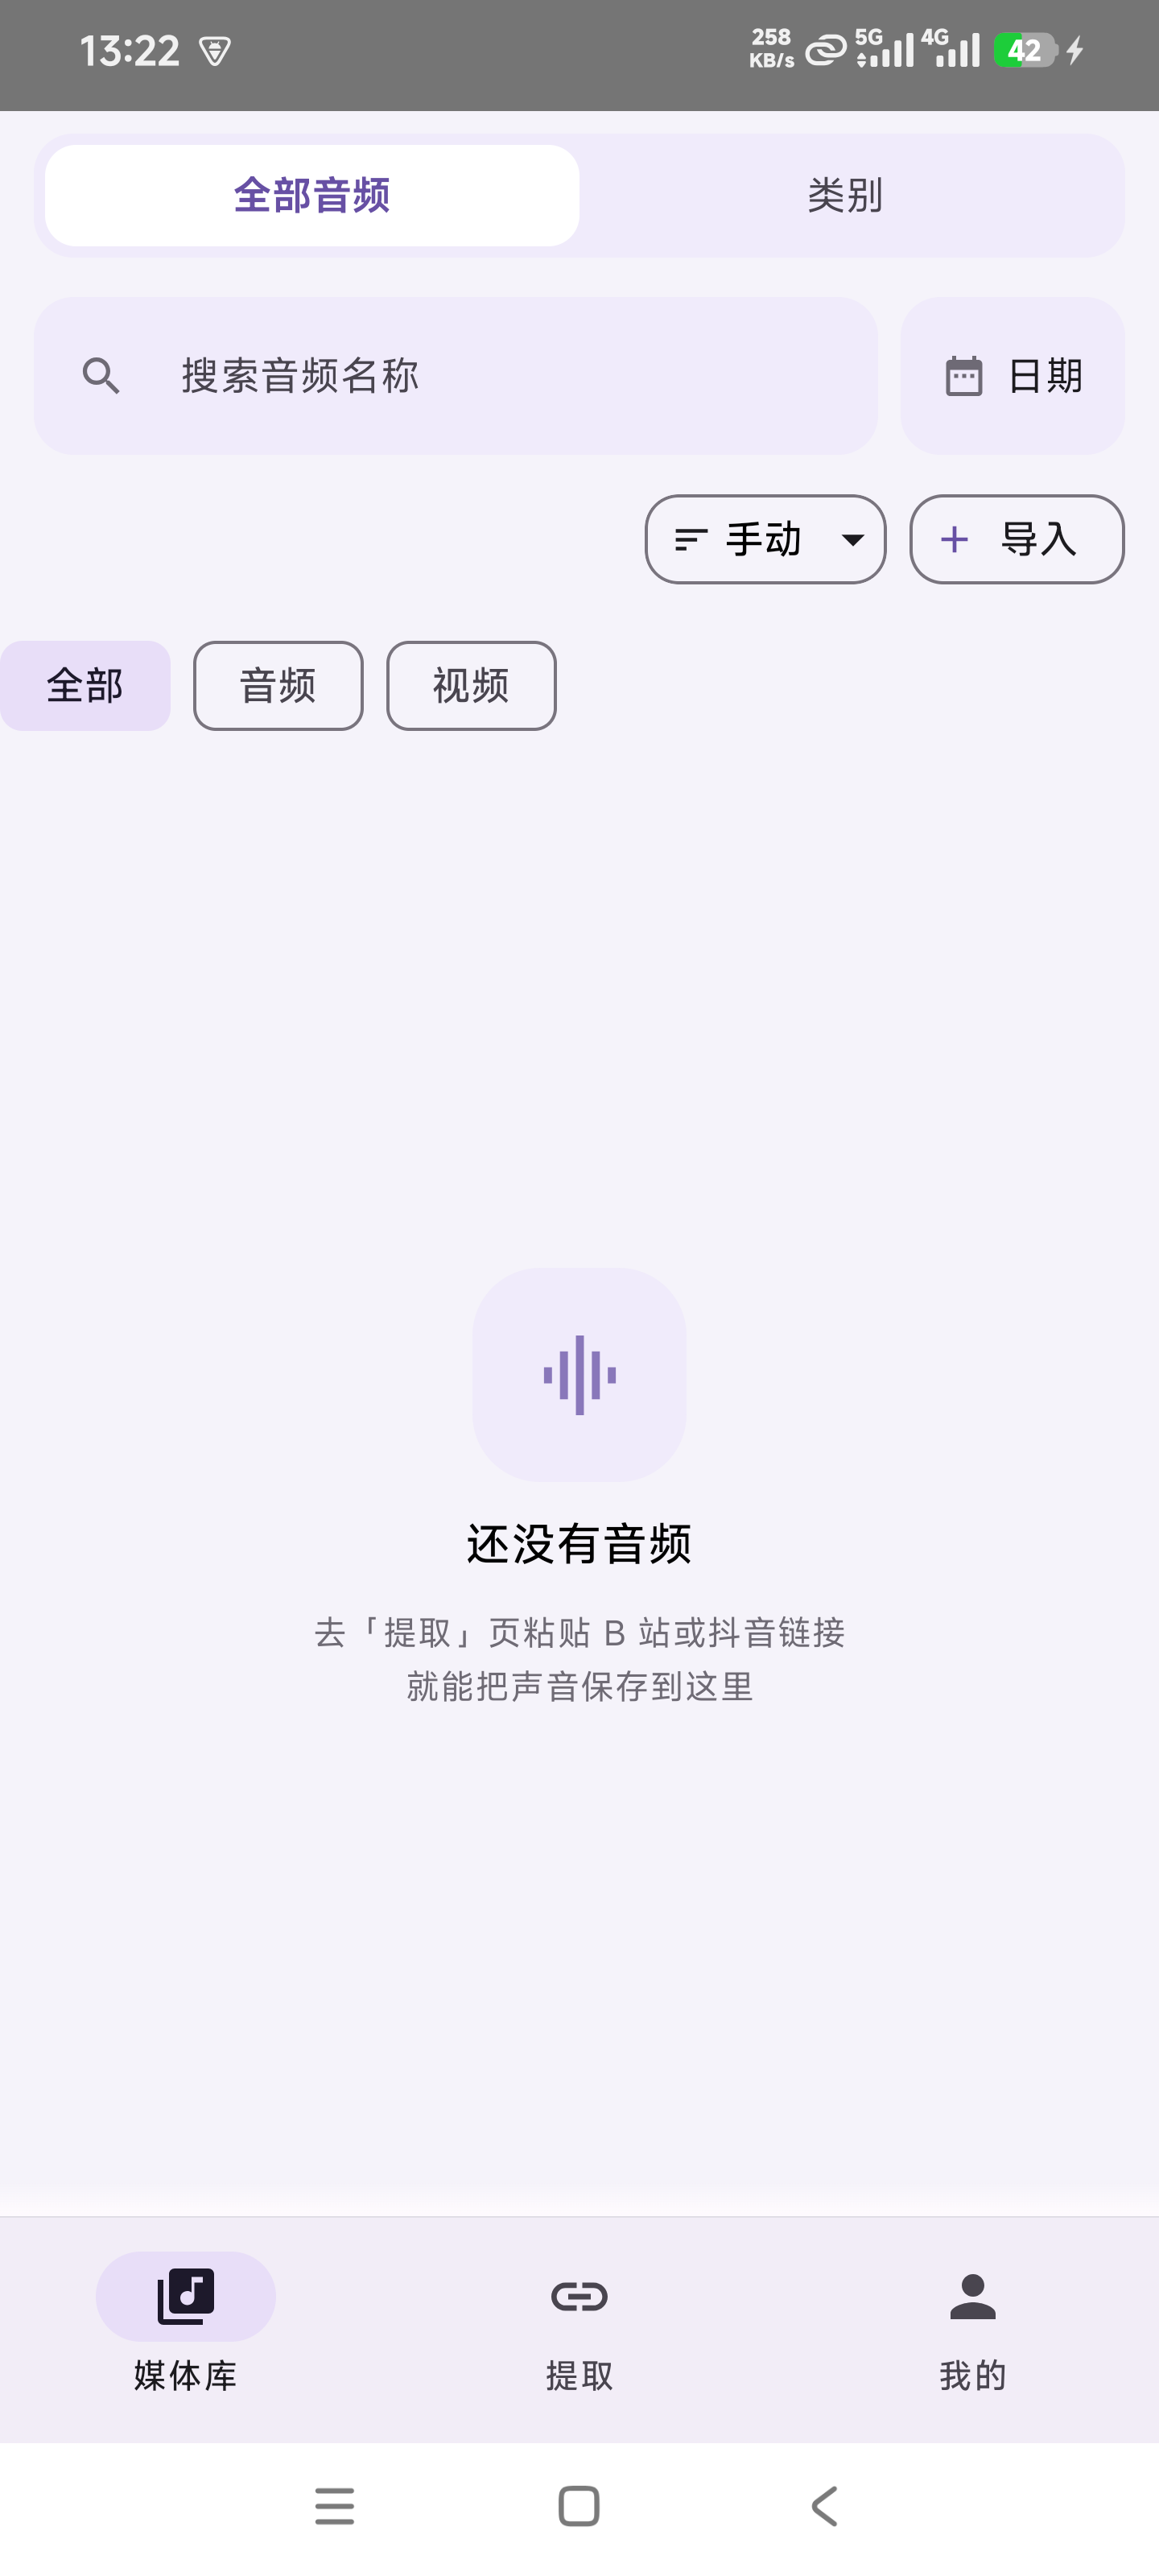 13:22
258 KB/s 5G 4G 42
全部音频 类别
搜索音频名称 日期
手动 导入
全部 音频 视频
还没有音频
去「提取」页粘贴 B 站或抖音链接
就能把声音保存到这里
媒体库 提取 我的